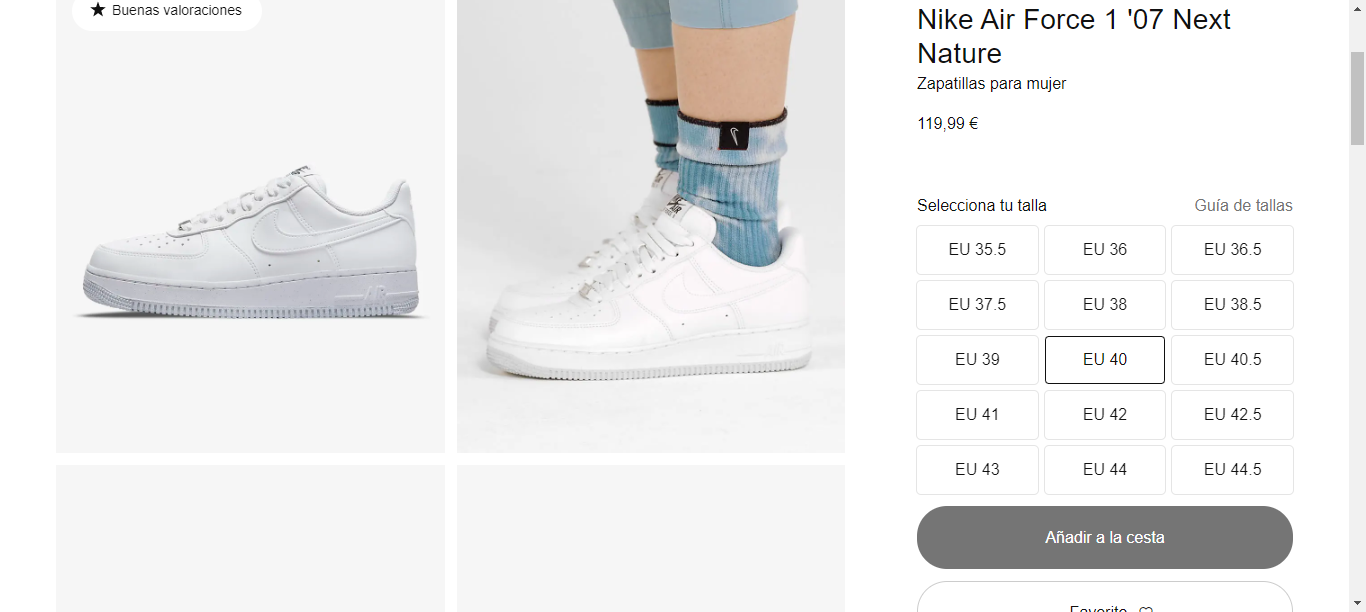 Buenas valoraciones
Nike Air Force 1 '07 Next
Nature
Zapatillas para mujer
119,99 €
Selecciona tu talla
Guía de tallas
EU 35.5
EU 36
EU 36.5
EU 37.5
EU 38
EU 38.5
EU 39
EU 40
EU 40.5
EU 41
EU 42
EU 42.5
EU 43
EU 44
EU 44.5
Añadir a la cesta
Favorito